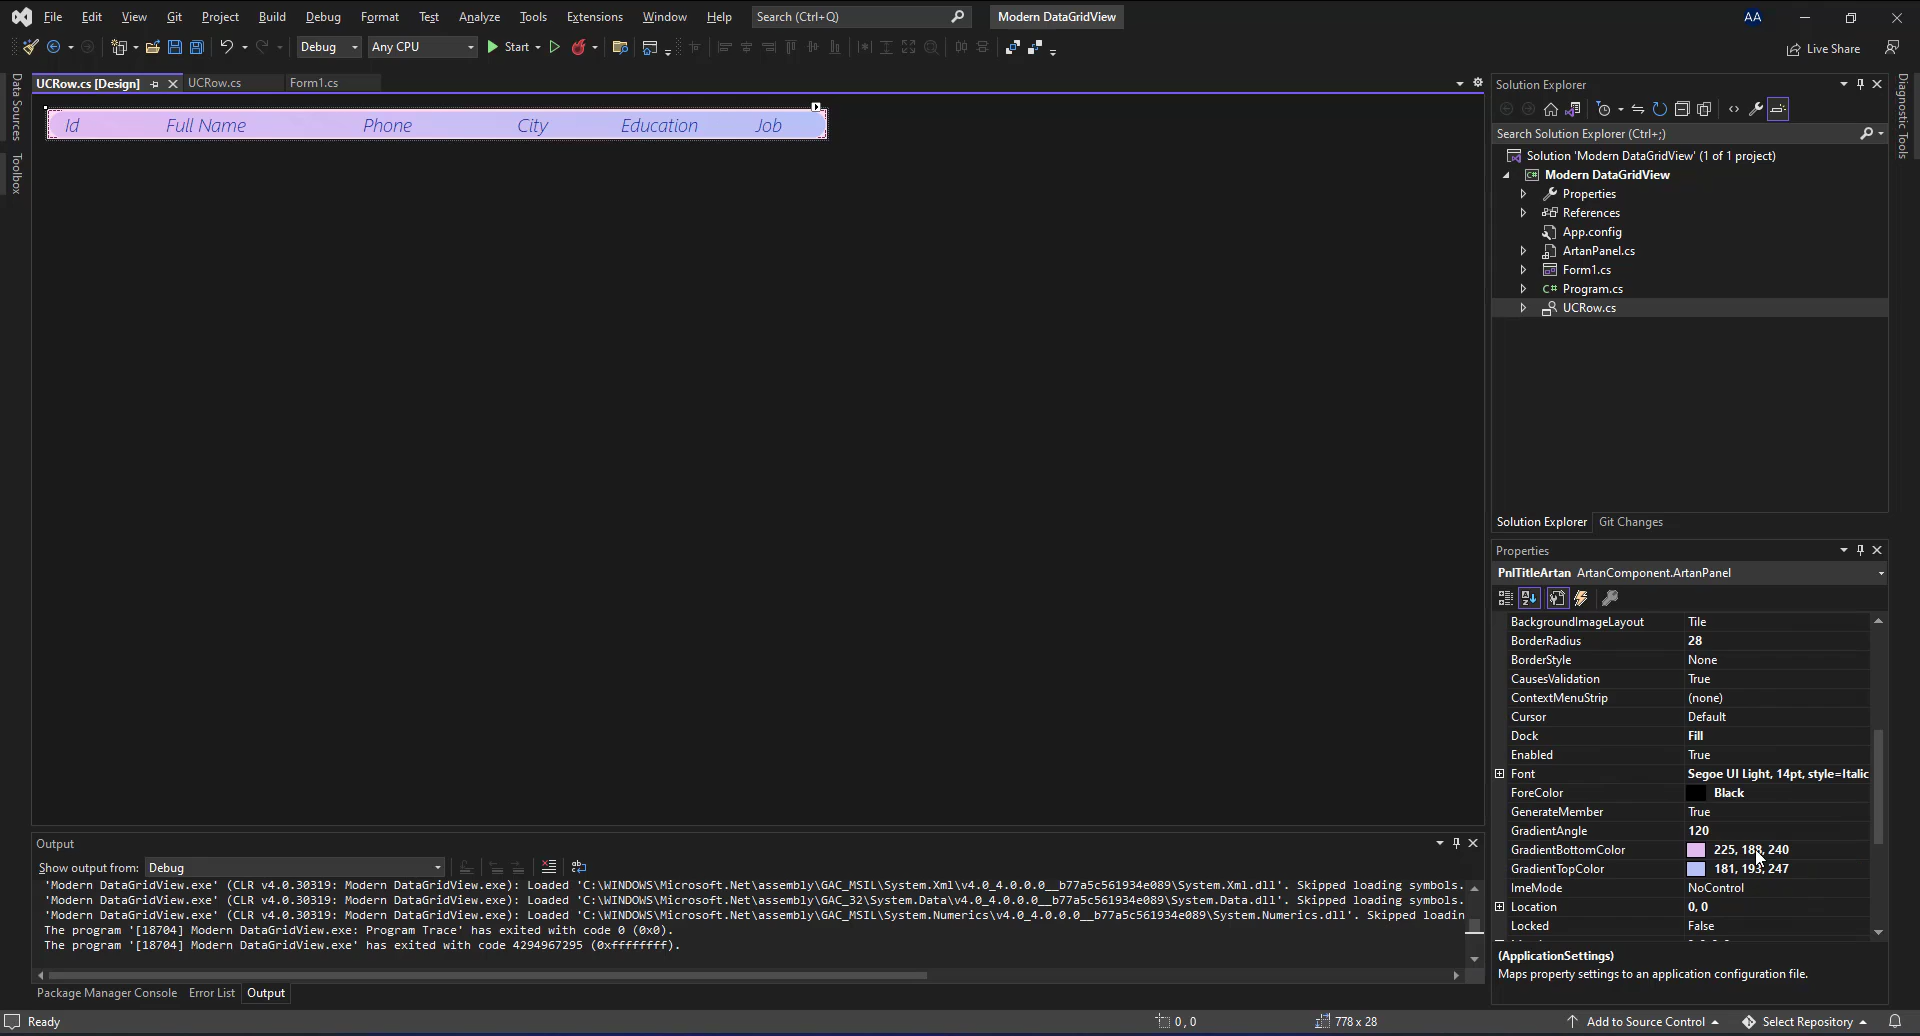 File Edit View Git Project Build Debug Format Test Analyze Tools Extensions Window Help Search (Ctrl+Q) Modern DataGridView AA
Debug Any CPU Start Live Share
UCRow.cs [Design] UCRow.cs Form1.cs
Data Sources
Toolbox
Id Full Name Phone City Education Job
Solution Explorer
Search Solution Explorer (Ctrl+;)
Solution 'Modern DataGridView' (1 of 1 project)
C# Modern DataGridView
Properties
References
App.config
ArtanPanel.cs
Form1.cs
C# Program.cs
UCRow.cs
Solution Explorer Git Changes
Diagnostic Tools
Properties
PnlTitleArtan ArtanComponent.ArtanPanel
BackgroundImageLayout Tile
BorderRadius 28
BorderStyle None
CausesValidation True
ContextMenuStrip (none)
Cursor Default
Dock Fill
Enabled True
Font Segoe UI Light, 14pt, style=Italic
ForeColor Black
GenerateMember True
GradientAngle 120
GradientBottomColor 225, 188, 240
GradientTopColor 181, 193, 247
ImeMode NoControl
Location 0, 0
Locked False
(ApplicationSettings)
Maps property settings to an application configuration file.
Output
Show output from: Debug
'Modern DataGridView.exe' (CLR v4.0.30319: Modern DataGridView.exe): Loaded 'C:\WINDOWS\Microsoft.Net\assembly\GAC_MSIL\System.Xml\v4.0_4.0.0.0__b77a5c561934e089\System.Xml.dll'. Skipped loading symbols.
'Modern DataGridView.exe' (CLR v4.0.30319: Modern DataGridView.exe): Loaded 'C:\WINDOWS\Microsoft.Net\assembly\GAC_32\System.Data\v4.0_4.0.0.0__b77a5c561934e089\System.Data.dll'. Skipped loading symbols.
'Modern DataGridView.exe' (CLR v4.0.30319: Modern DataGridView.exe): Loaded 'C:\WINDOWS\Microsoft.Net\assembly\GAC_MSIL\System.Numerics\v4.0_4.0.0.0__b77a5c561934e089\System.Numerics.dll'. Skipped loadin
The program '[18704] Modern DataGridView.exe: Program Trace' has exited with code 0 (0x0).
The program '[18704] Modern DataGridView.exe' has exited with code 4294967295 (0xffffffff).
Package Manager Console Error List Output
Ready 0, 0 778 x 28 Add to Source Control Select Repository